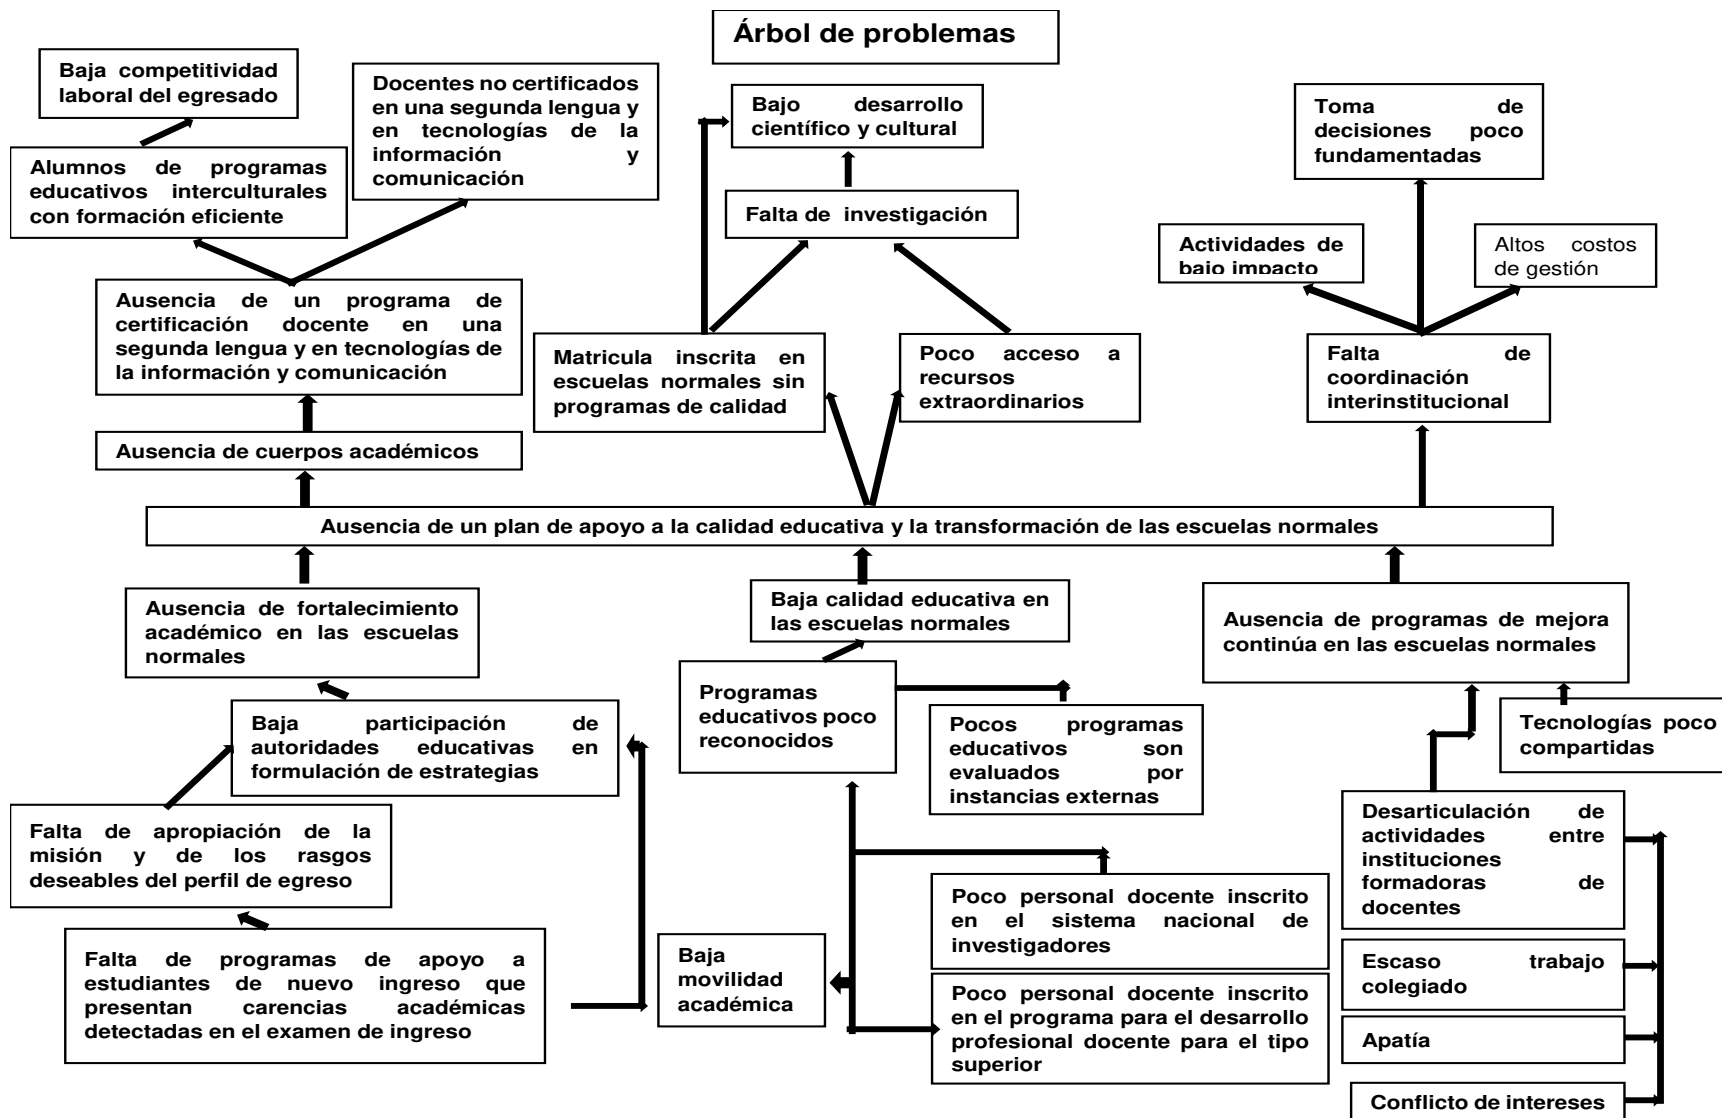 Árbol de problemas
Baja competitividad
laboral del egresado
Docentes no certificados
en una segunda lengua y
en tecnologías de la
información y
comunicación
Bajo desarrollo
científico y cultural
Toma de
decisiones poco
fundamentadas
Alumnos de programas
educativos interculturales
con formación eficiente
Falta de investigación
Actividades de
bajo impacto
Altos costos
de gestión
Ausencia de un programa de
certificación docente en una
segunda lengua y en tecnologías de
la información y comunicación
Matricula inscrita en
escuelas normales sin
programas de calidad
Poco acceso a
recursos
extraordinarios
Falta de
coordinación
interinstitucional
Ausencia de cuerpos académicos
Ausencia de un plan de apoyo a la calidad educativa y la transformación de las escuelas normales
Ausencia de fortalecimiento
académico en las escuelas
normales
Baja calidad educativa en
las escuelas normales
Ausencia de programas de mejora
continúa en las escuelas normales
Baja participación de
autoridades educativas en
formulación de estrategias
Programas
educativos poco
reconocidos
Pocos programas
educativos son
evaluados por
instancias externas
Tecnologías poco
compartidas
Falta de apropiación de la
misión y de los rasgos
deseables del perfil de egreso
Desarticulación de
actividades entre
instituciones
formadoras de
docentes
Falta de programas de apoyo a
estudiantes de nuevo ingreso que
presentan carencias académicas
detectadas en el examen de ingreso
Baja
movilidad
académica
Poco personal docente inscrito
en el sistema nacional de
investigadores
Poco personal docente inscrito
en el programa para el desarrollo
profesional docente para el tipo
superior
Escaso trabajo
colegiado
Apatía
Conflicto de intereses